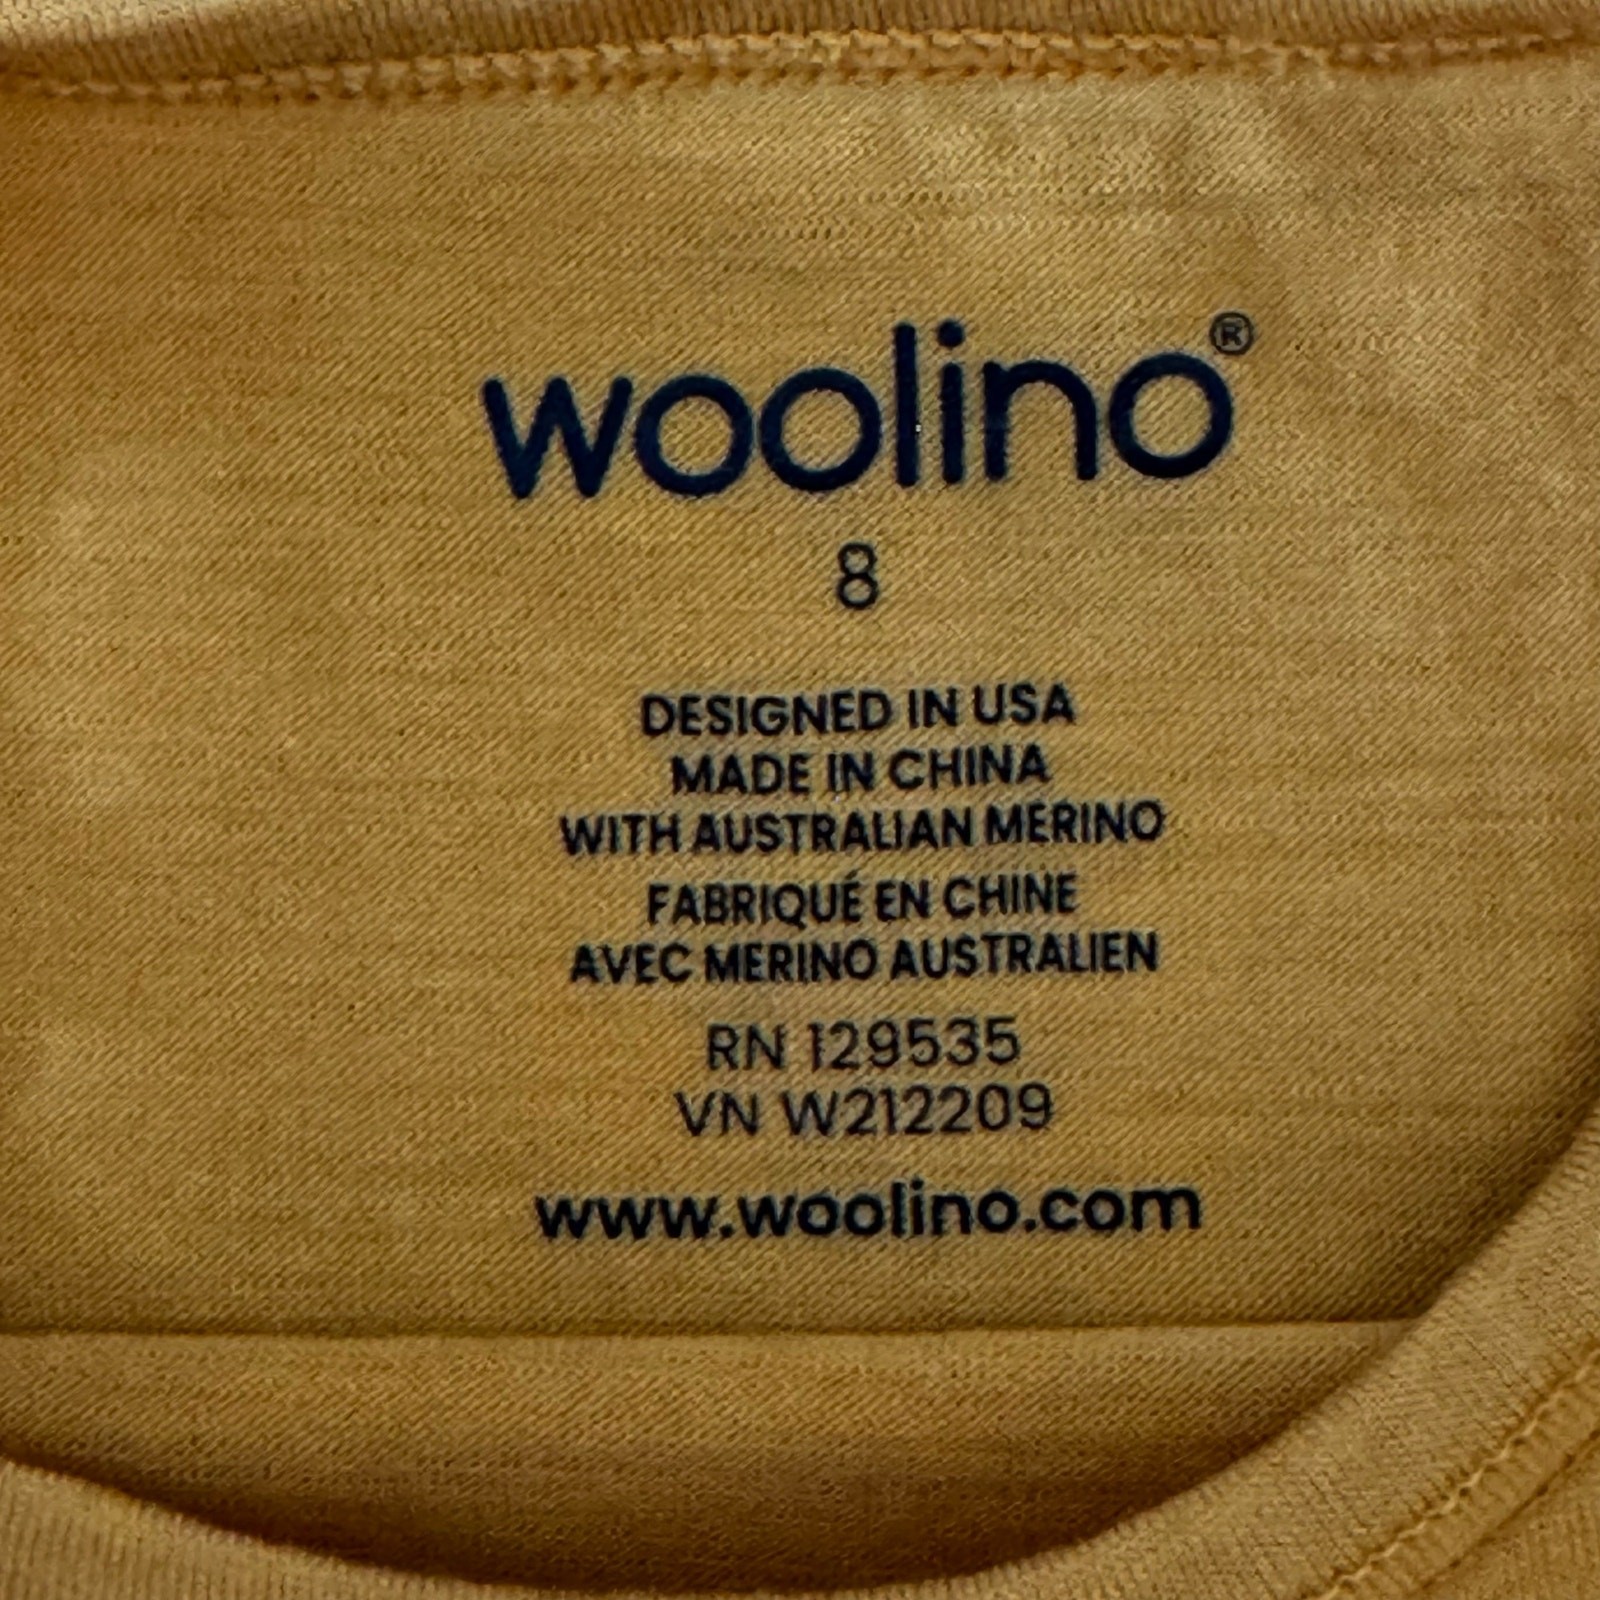 woolino®
8
DESIGNED IN USA
MADE IN CHINA
WITH AUSTRALIAN MERINO
FABRIQUÉ EN CHINE
AVEC MERINO AUSTRALIEN
RN 129535
VN W212209
www.woolino.com